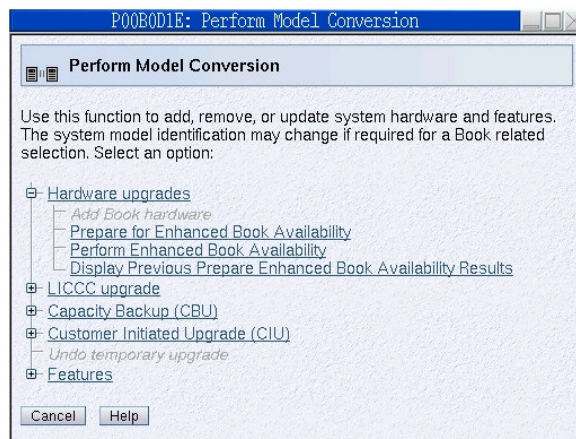 P00B0D1E: Perform Model Conversion
Perform Model Conversion
Use this function to add, remove, or update system hardware and features.
The system model identification may change if required for a Book related
selection. Select an option:
Hardware upgrades
Add Book hardware
Prepare for Enhanced Book Availability
Perform Enhanced Book Availability
Display Previous Prepare Enhanced Book Availability Results
LICCC upgrade
Capacity Backup (CBU)
Customer Initiated Upgrade (CIU)
Undo temporary upgrade
Features
Cancel Help